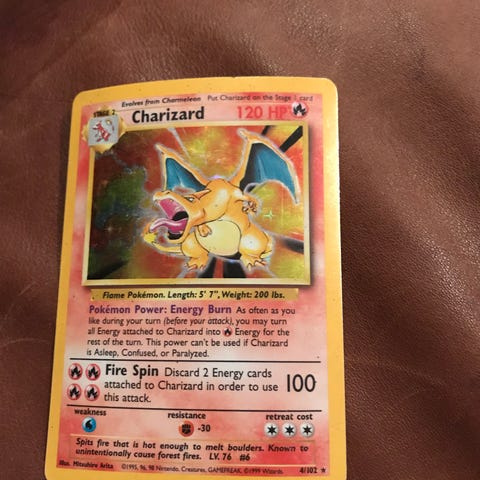 Evolves from Charmeleon Put Charizard on the Stage 1 card
STAGE 2 Charizard 120 HP
Flame Pokémon. Length: 5' 7", Weight: 200 lbs.
Pokémon Power: Energy Burn As often as you
like during your turn (before your attack), you may turn
all Energy attached to Charizard into Energy for the
rest of the turn. This power can't be used if Charizard
is Asleep, Confused, or Paralyzed.
Fire Spin Discard 2 Energy cards
attached to Charizard in order to use 100
this attack.
weakness resistance retreat cost
-30
Spits fire that is hot enough to melt boulders. Known to
unintentionally cause forest fires. LV. 76 #6
Illus. Mitsuhiro Arita ©1995, 96, 98 Nintendo, Creatures, GAMEFREAK. ©1999 Wizards. 4/102 ★